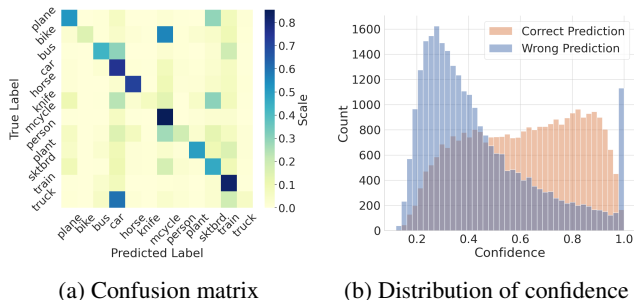 True Label
plane
bike
bus
car
horse
knife
mcycle
person
plant
sktbrd
train
truck
plane
bike
bus
car
horse
knife
mcycle
person
plant
sktbrd
train
truck
Predicted Label
0.8
0.7
0.6
0.5
0.4
0.3
0.2
0.1
0.0
Scale
(a) Confusion matrix
Correct Prediction
Wrong Prediction
Count
1600
1400
1200
1000
800
600
400
200
0
0.2 0.4 0.6 0.8 1.0
Confidence
(b) Distribution of confidence